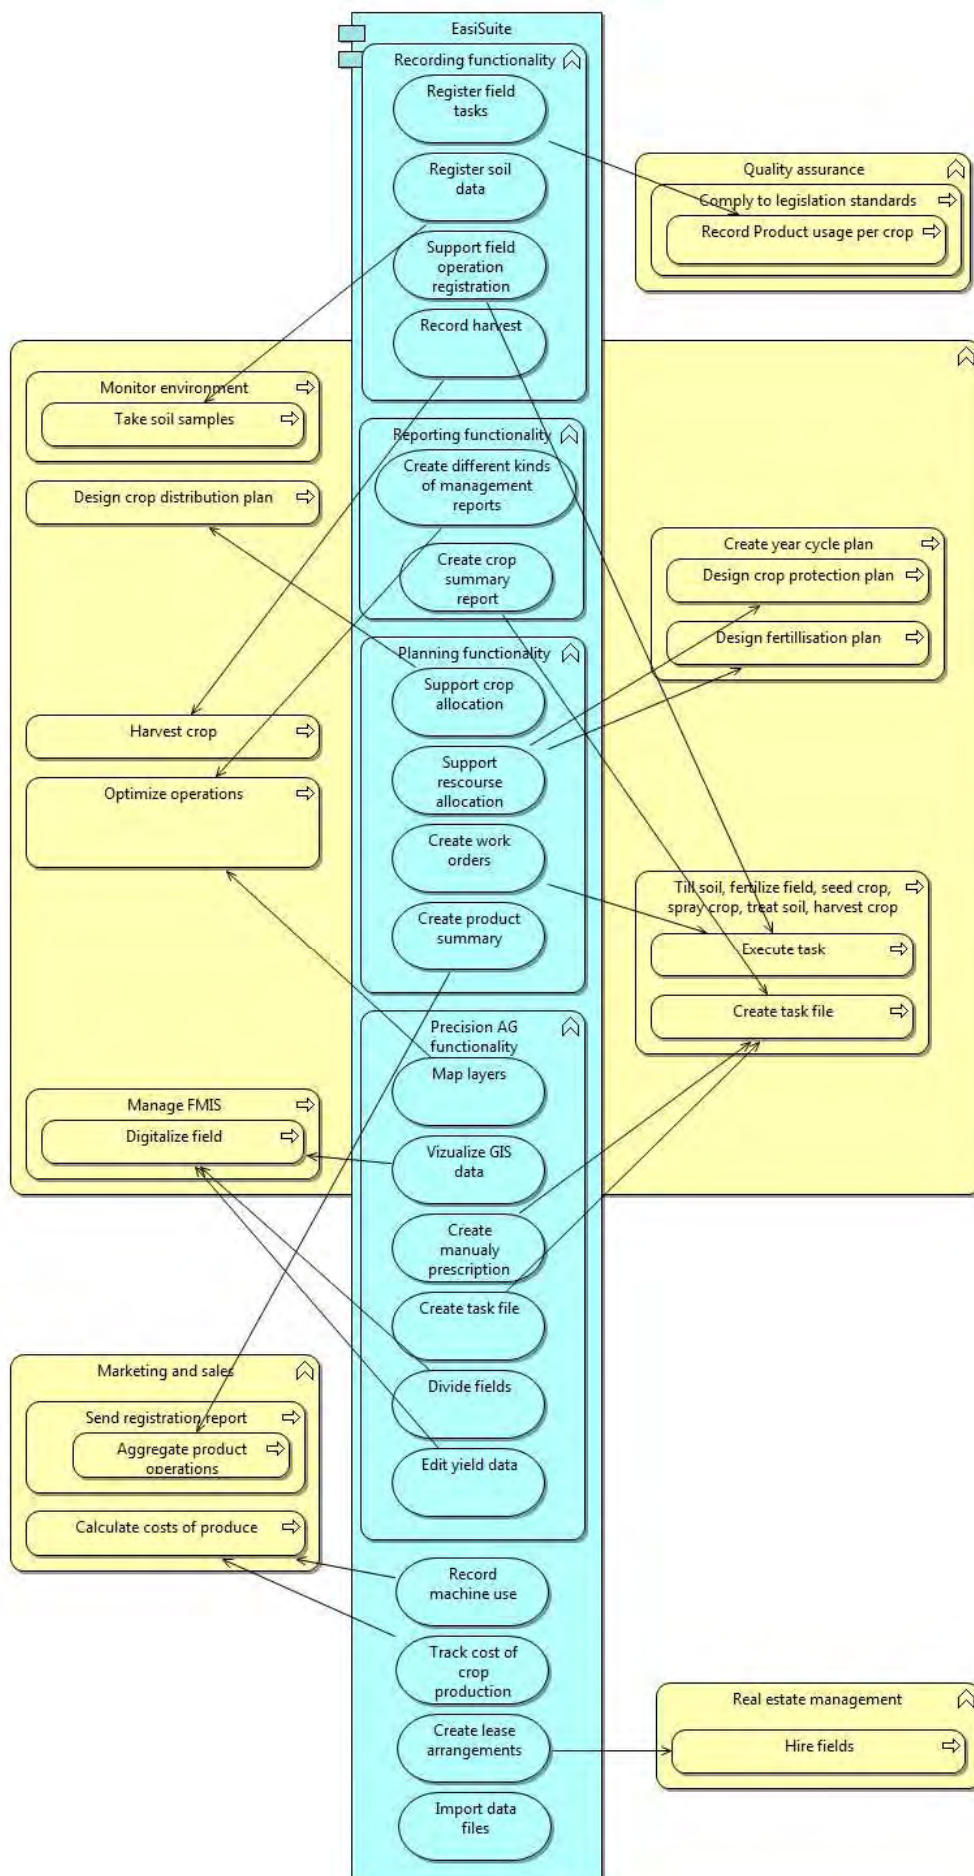 EasiSuite
Recording functionality
Register field
tasks
Register soil
data
Support field
operation
registration
Record harvest
Quality assurance
Comply to legislation standards
Record Product usage per crop
Monitor environment
Take soil samples
Design crop distribution plan
Harvest crop
Optimize operations
Manage FMIS
Digitalize field
Reporting functionality
Create different kinds
of management
reports
Create crop
summary
report
Planning functionality
Support crop
allocation
Support
rescourse
allocation
Create work
orders
Create product
summary
Create year cycle plan
Design crop protection plan
Design fertillisation plan
Till soil, fertilize field, seed crop,
spray crop, treat soil, harvest crop
Execute task
Create task file
Precision AG
functionality
Map layers
Vizualize GIS
data
Create
manualy
prescription
Create task file
Divide fields
Edit yield data
Marketing and sales
Send registration report
Aggregate product
operations
Calculate costs of produce
Record
machine use
Track cost of
crop
production
Create lease
arrangements
Import data
files
Real estate management
Hire fields